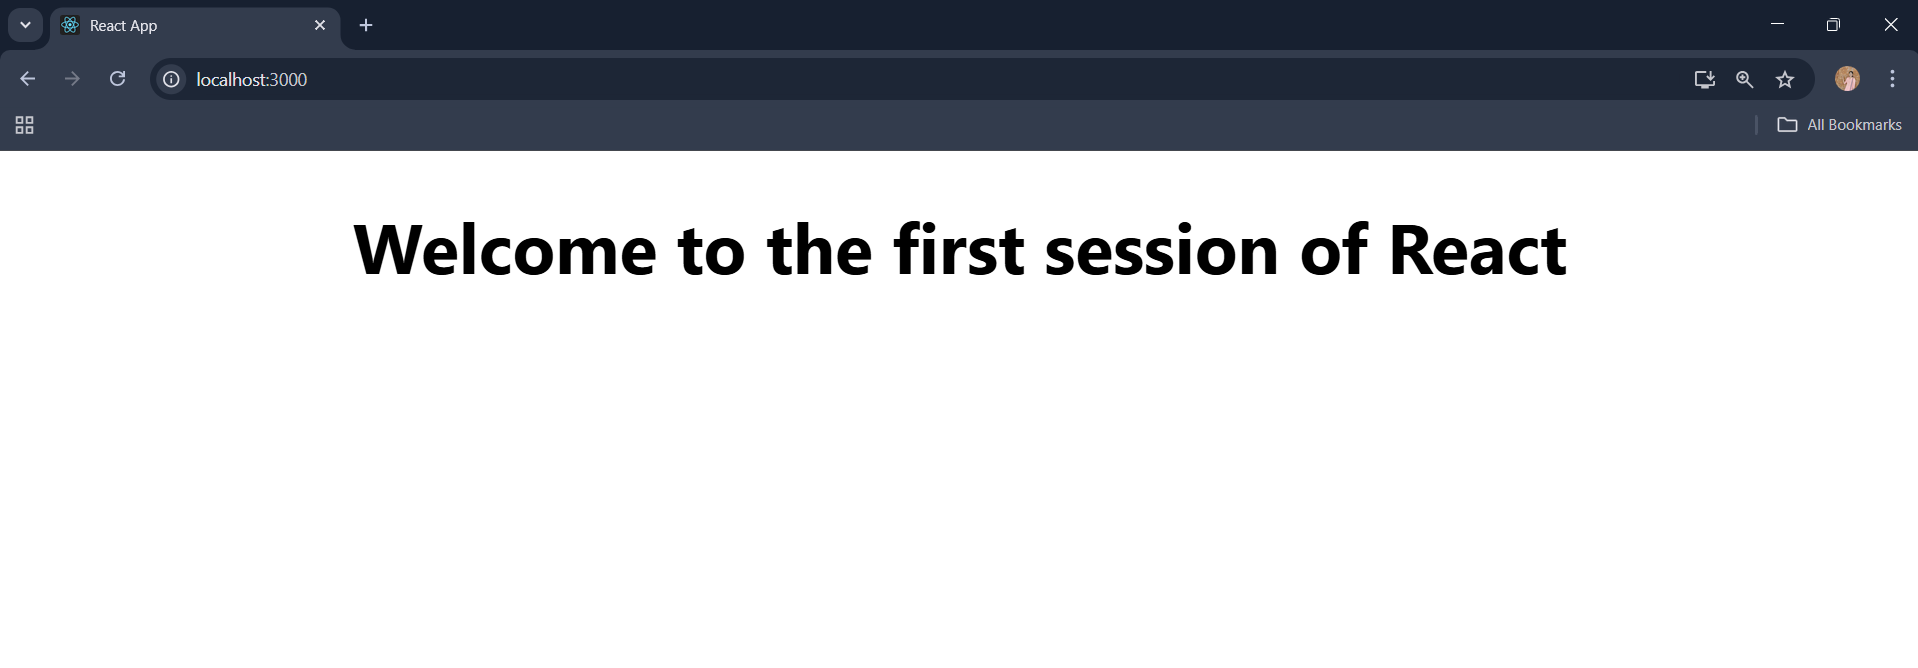 React App
localhost:3000
All Bookmarks
Welcome to the first session of React